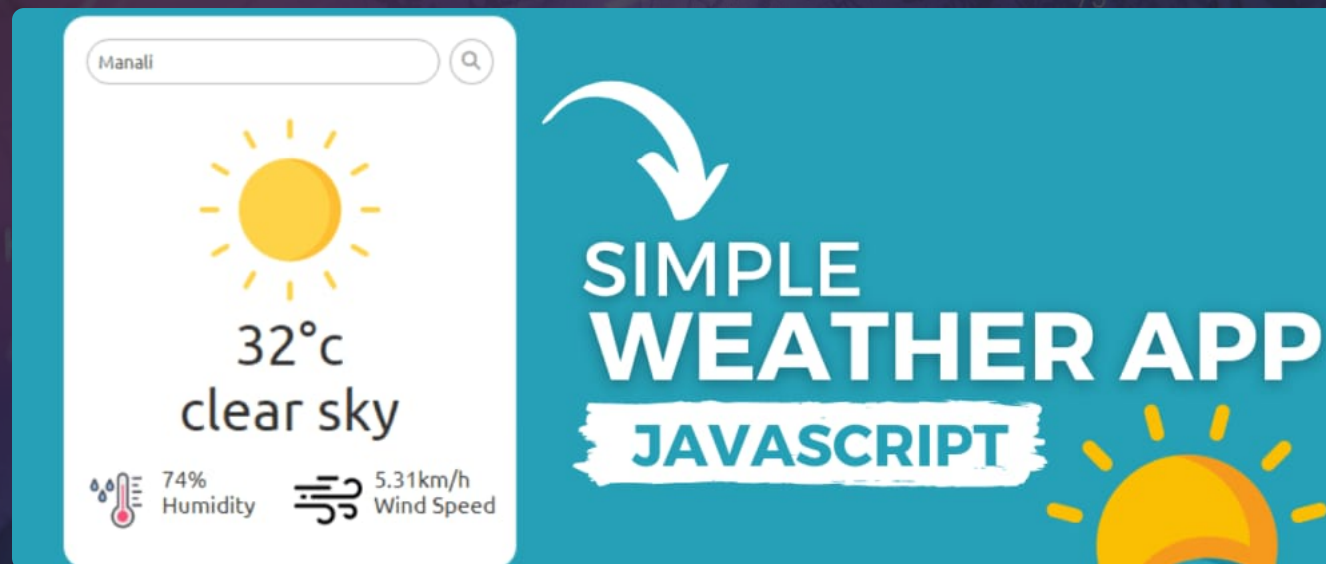 Manali
32°c
clear sky
74%
Humidity
5.31km/h
Wind Speed
SIMPLE
WEATHER APP
JAVASCRIPT